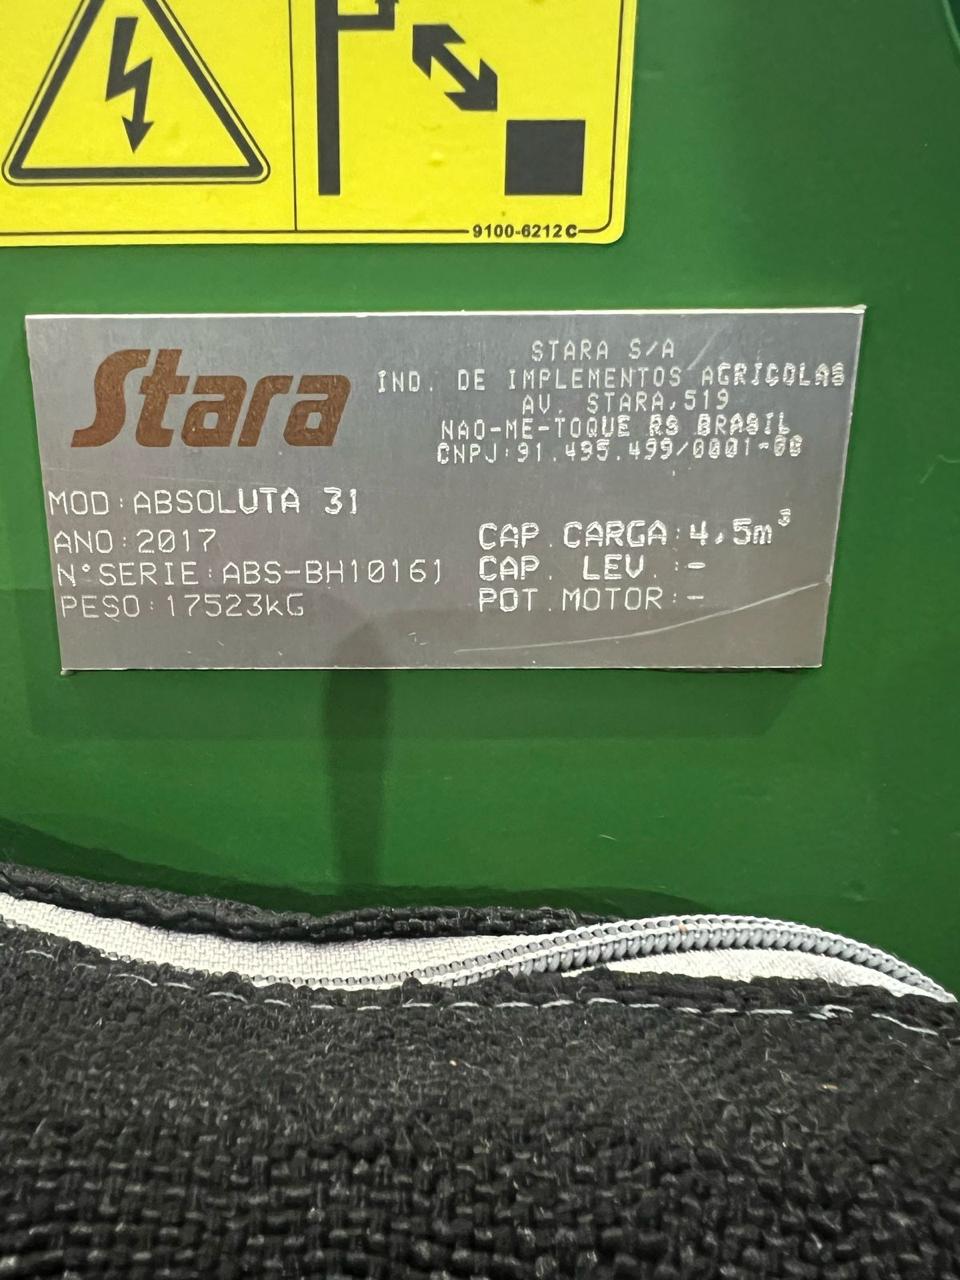 9100-6212C
Stara
STARA S/A
IND. DE IMPLEMENTOS AGRICOLAS
AV. STARA,519
NAO-ME-TOQUE RS BRASIL
CNPJ:91.495.499/0001-00
MOD:ABSOLUTA 31
ANO:2017
N°SERIE:ABS-BH10161
PESO:17523kG
CAP.CARGA:4,5m³
CAP. LEV.:-
POT.MOTOR:-